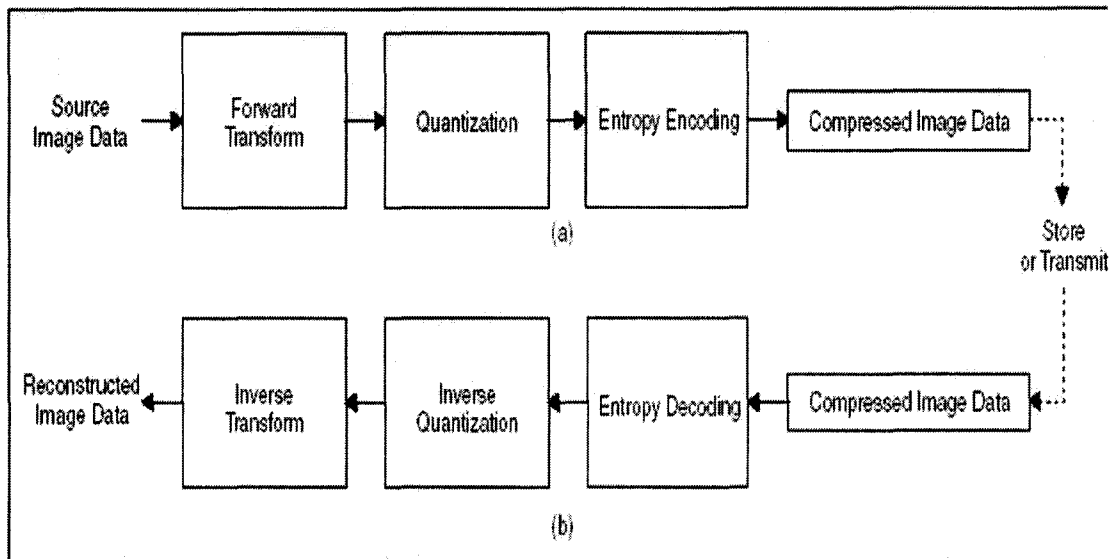 Source
Image Data
Forward
Transform
Quantization
Entropy Encoding
Compressed Image Data
(a)
Store
or Transmit
Reconstructed
Image Data
Inverse
Transform
Inverse
Quantization
Entropy Decoding
Compressed Image Data
(b)